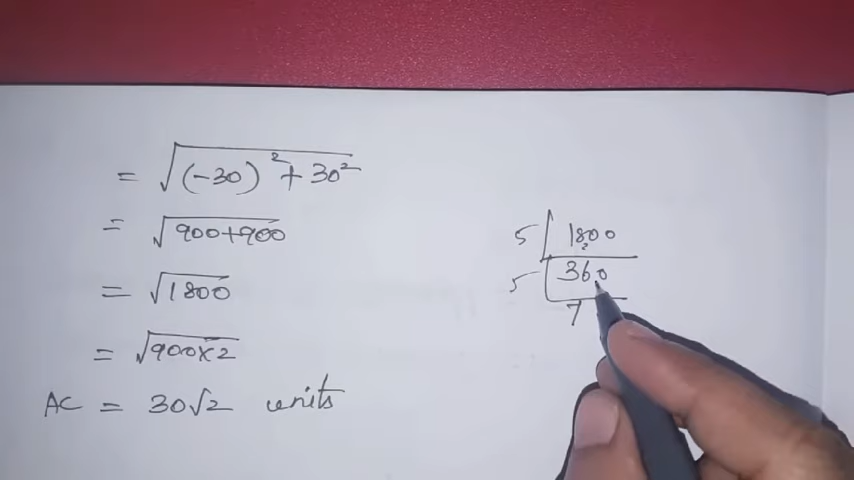 = √(-30)² + 30²
= √900+900
= √1800
= √900×2
AC = 30√2 units
5 | 1800
5 | 360
7